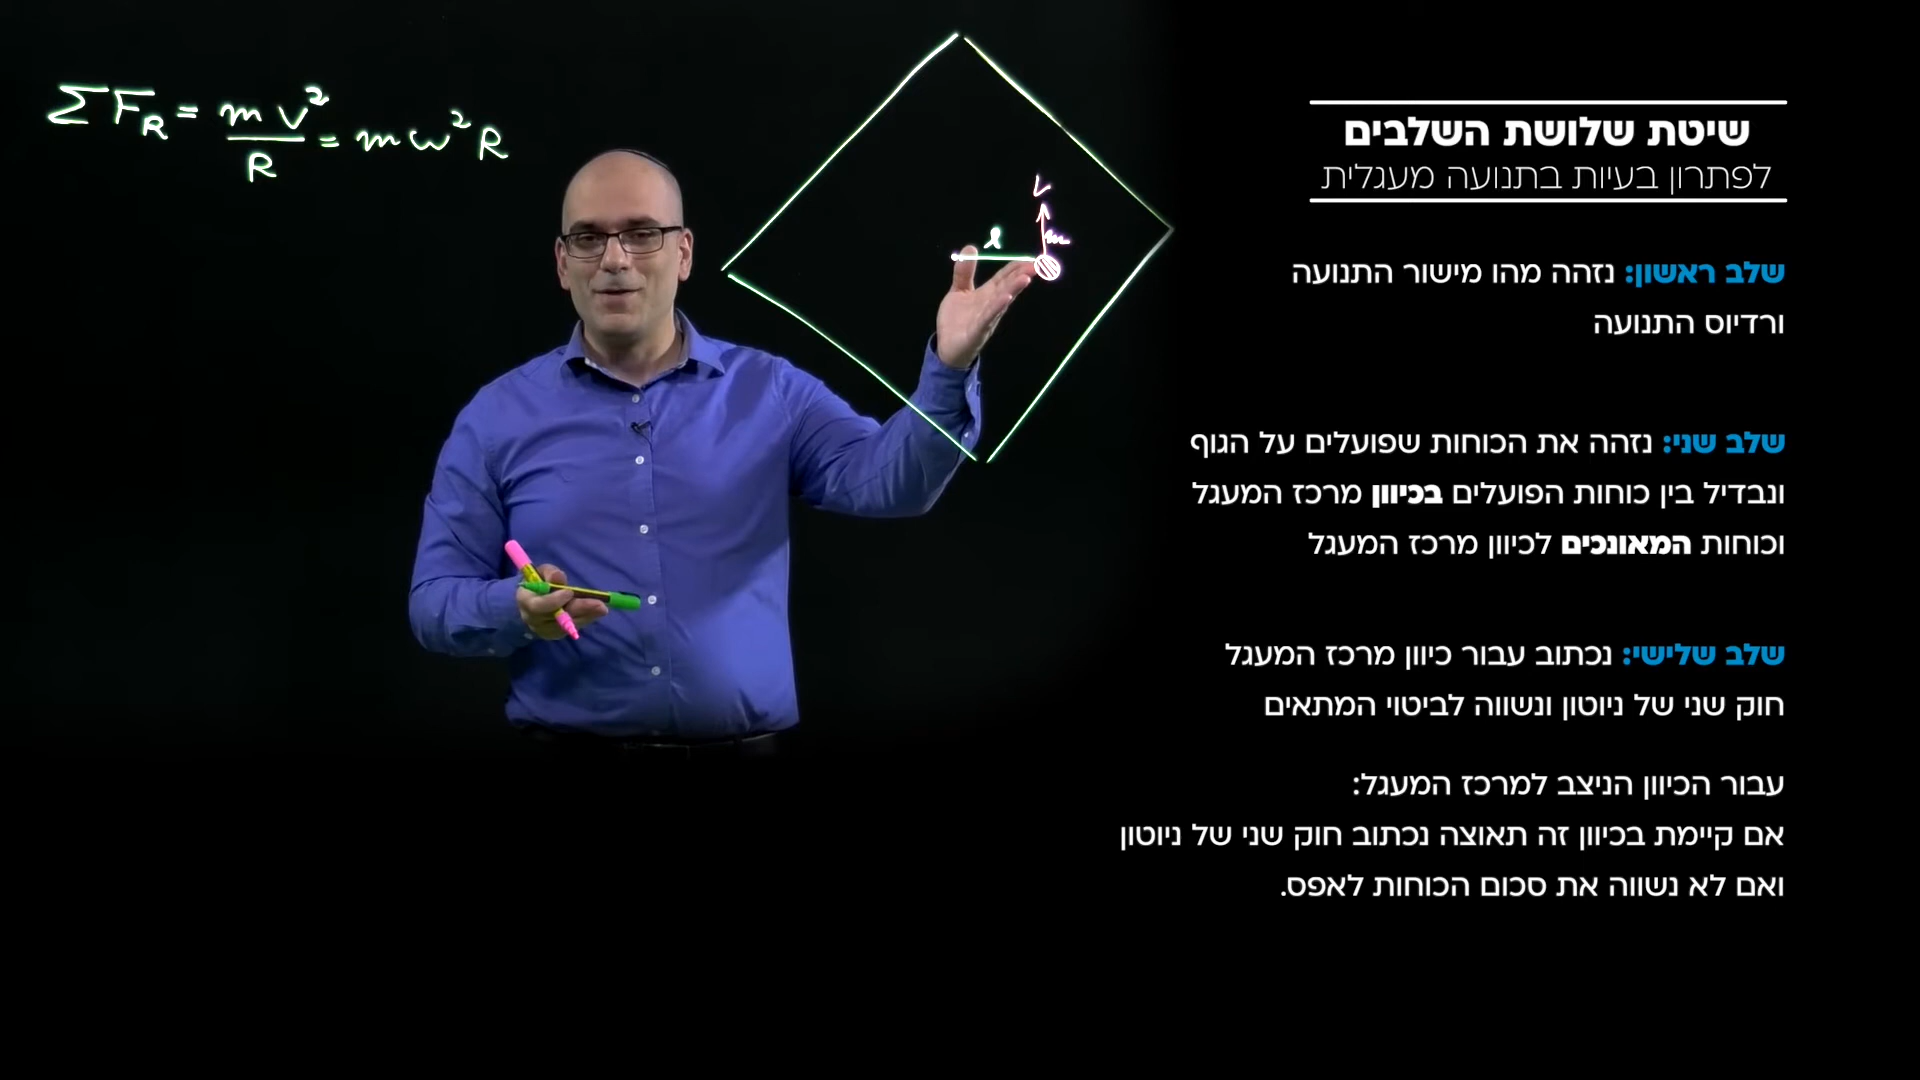 שיטת שלושת השלבים
לפתרון בעיות בתנועה מעגלית
שלב ראשון: נזהה מהו מישור התנועה
ורדיוס התנועה
שלב שני: נזהה את הכוחות שפועלים על הגוף
ונבדיל בין כוחות הפועלים בכיוון מרכז המעגל
וכוחות המאונכים לכיוון מרכז המעגל
שלב שלישי: נכתוב עבור כיוון מרכז המעגל
חוק שני של ניוטון ונשווה לביטוי המתאים
עבור הכיוון הניצב למרכז המעגל:
אם קיימת בכיוון זה תאוצה נכתוב חוק שני של ניוטון
ואם לא נשווה את סכום הכוחות לאפס.
ΣF_R = mv²/R = mω²R
v
l
m